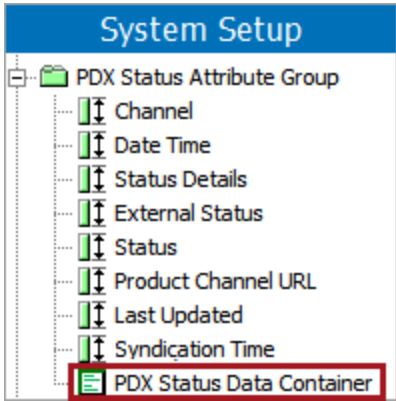 System Setup
PDX Status Attribute Group
Channel
Date Time
Status Details
External Status
Status
Product Channel URL
Last Updated
Syndication Time
PDX Status Data Container